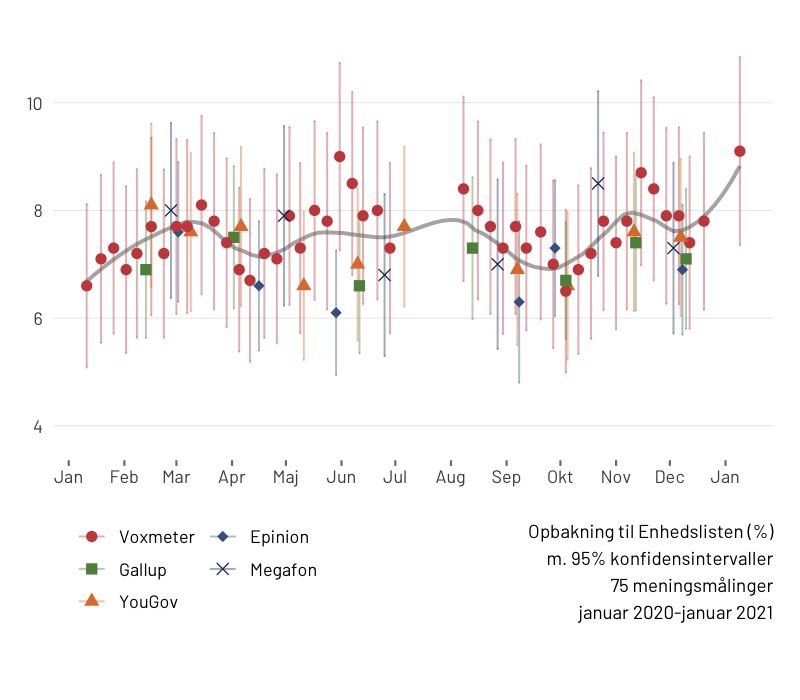 10
8
6
4
Jan Feb Mar Apr Maj Jun Jul Aug Sep Okt Nov Dec Jan
Voxmeter Epinion
Gallup Megafon
YouGov
Opbakning til Enhedslisten (%)
m. 95% konfidensintervaller
75 meningsmålinger
januar 2020-januar 2021